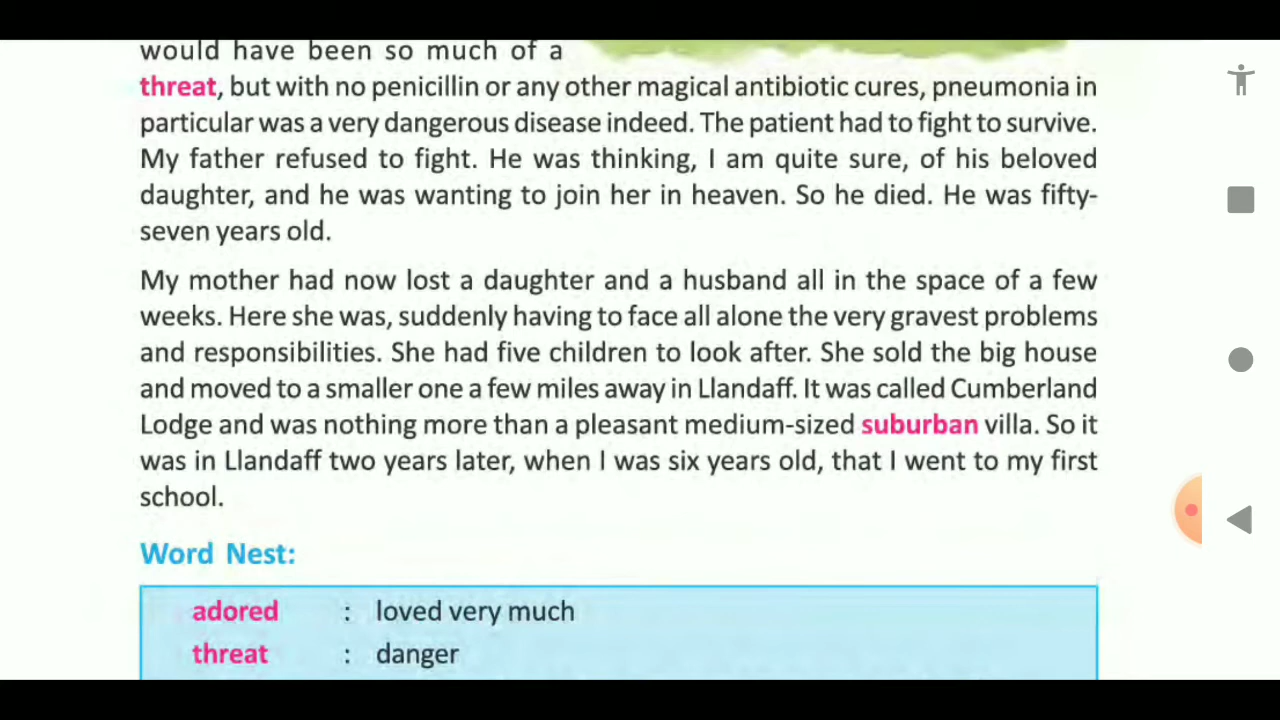 would have been so much of a
threat, but with no penicillin or any other magical antibiotic cures, pneumonia in
particular was a very dangerous disease indeed. The patient had to fight to survive.
My father refused to fight. He was thinking, I am quite sure, of his beloved
daughter, and he was wanting to join her in heaven. So he died. He was fifty-
seven years old.
My mother had now lost a daughter and a husband all in the space of a few
weeks. Here she was, suddenly having to face all alone the very gravest problems
and responsibilities. She had five children to look after. She sold the big house
and moved to a smaller one a few miles away in Llandaff. It was called Cumberland
Lodge and was nothing more than a pleasant medium-sized suburban villa. So it
was in Llandaff two years later, when I was six years old, that I went to my first
school.
Word Nest:
adored : loved very much
threat : danger